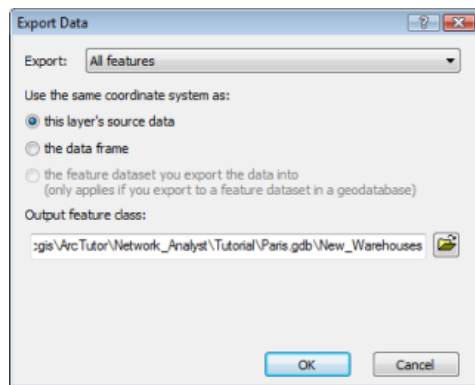 Export Data
Export: All features
Use the same coordinate system as:
this layer's source data
the data frame
the feature dataset you export the data into
(only applies if you export to a feature dataset in a geodatabase)
Output feature class:
:gis\ArcTutor\Network_Analyst\Tutorial\Paris.gdb\New_Warehouses
OK Cancel